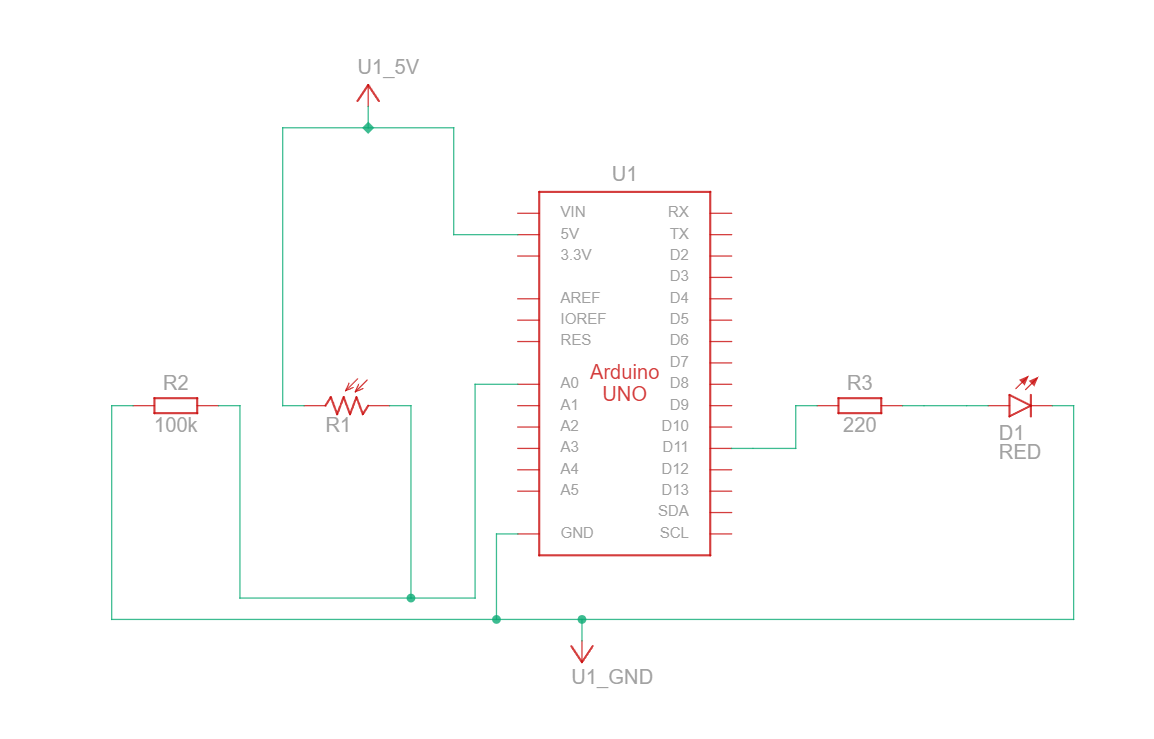 U1_5V
U1
VIN
5V
3.3V
AREF
IOREF
RES
A0
A1
A2
A3
A4
A5
GND
Arduino
UNO
RX
TX
D2
D3
D4
D5
D6
D7
D8
D9
D10
D11
D12
D13
SDA
SCL
R2
100k
R1
R3
220
D1
RED
U1_GND